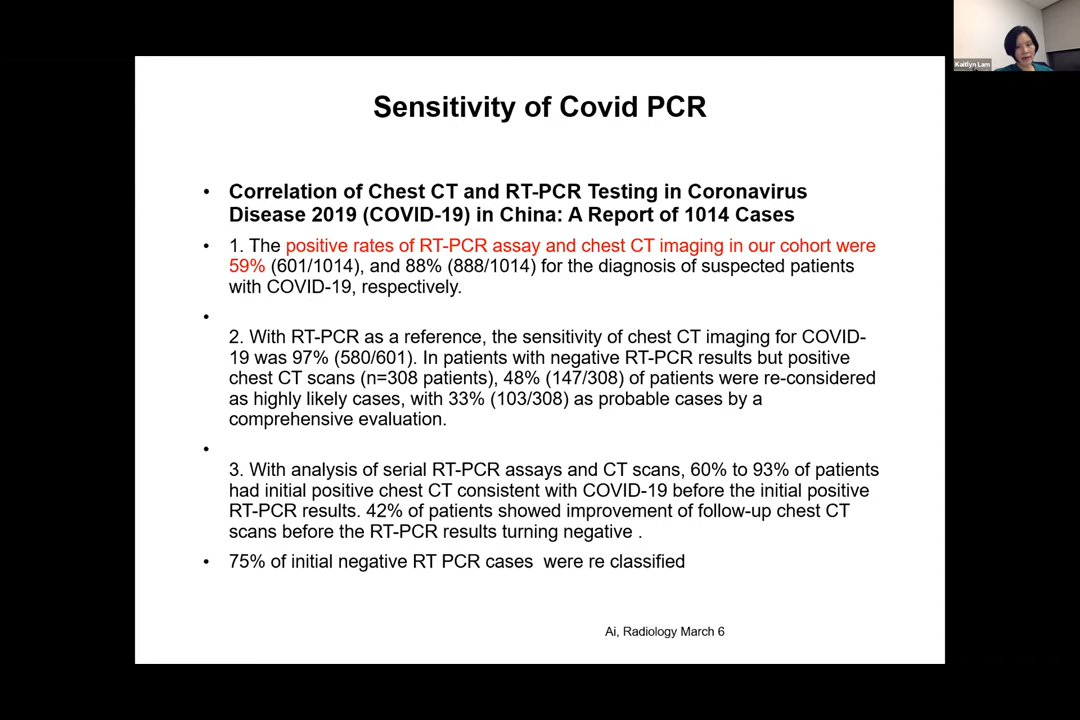 Kaitlyn Lam
Sensitivity of Covid PCR
• Correlation of Chest CT and RT-PCR Testing in Coronavirus
Disease 2019 (COVID-19) in China: A Report of 1014 Cases
• 1. The positive rates of RT-PCR assay and chest CT imaging in our cohort were
59% (601/1014), and 88% (888/1014) for the diagnosis of suspected patients
with COVID-19, respectively.
•
2. With RT-PCR as a reference, the sensitivity of chest CT imaging for COVID-
19 was 97% (580/601). In patients with negative RT-PCR results but positive
chest CT scans (n=308 patients), 48% (147/308) of patients were re-considered
as highly likely cases, with 33% (103/308) as probable cases by a
comprehensive evaluation.
•
3. With analysis of serial RT-PCR assays and CT scans, 60% to 93% of patients
had initial positive chest CT consistent with COVID-19 before the initial positive
RT-PCR results. 42% of patients showed improvement of follow-up chest CT
scans before the RT-PCR results turning negative .
• 75% of initial negative RT PCR cases were re classified
Ai, Radiology March 6